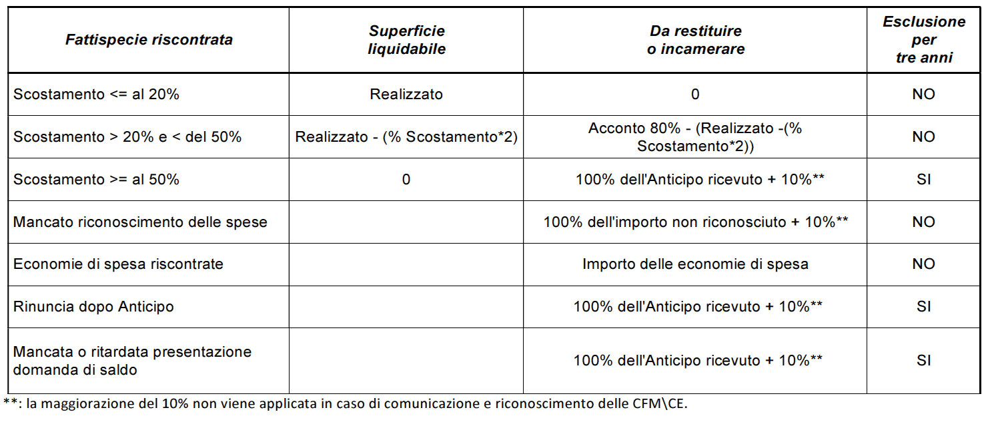 Fattispecie riscontrata
Superficie
liquidabile
Da restituire
o incamerare
Esclusione
per
tre anni
Scostamento <= al 20%
Realizzato
0
NO
Scostamento > 20% e < del 50%
Realizzato - (% Scostamento*2)
Acconto 80% - (Realizzato -(%
Scostamento*2))
NO
Scostamento >= al 50%
0
100% dell'Anticipo ricevuto + 10%**
SI
Mancato riconoscimento delle spese
100% dell'importo non riconosciuto + 10%**
NO
Economie di spesa riscontrate
Importo delle economie di spesa
NO
Rinuncia dopo Anticipo
100% dell'Anticipo ricevuto + 10%**
SI
Mancata o ritardata presentazione
domanda di saldo
100% dell'Anticipo ricevuto + 10%**
SI
**: la maggiorazione del 10% non viene applicata in caso di comunicazione e riconoscimento delle CFM\CE.